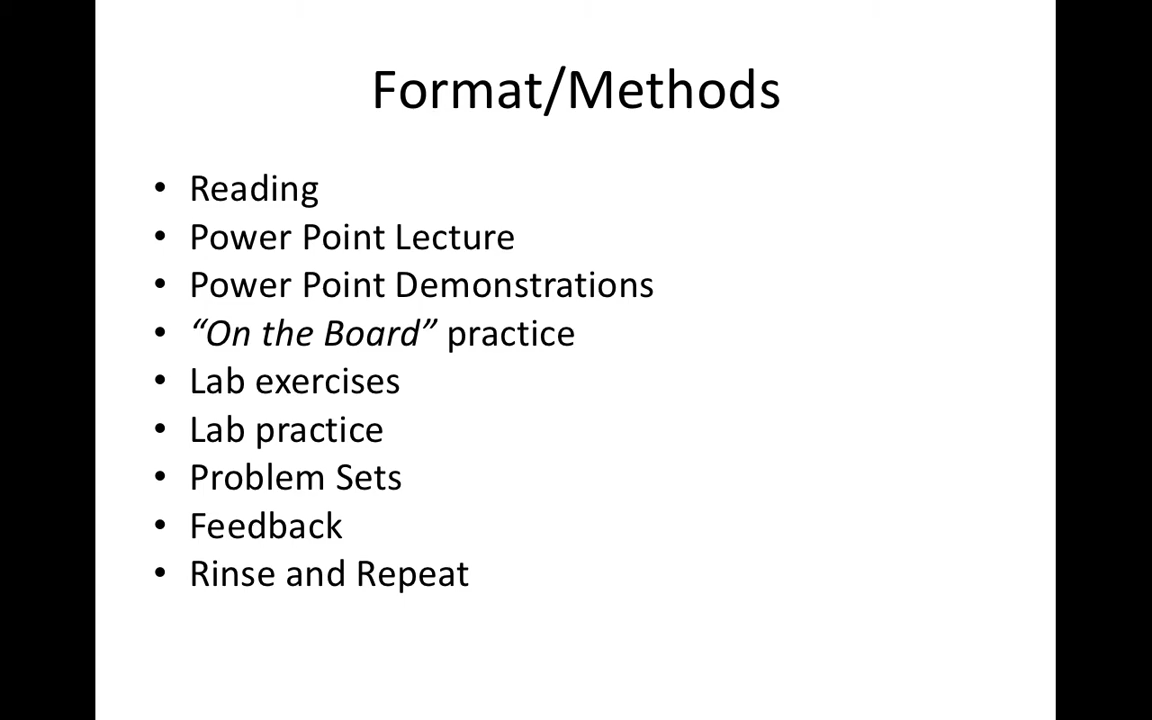 Format/Methods
• Reading
• Power Point Lecture
• Power Point Demonstrations
• “On the Board” practice
• Lab exercises
• Lab practice
• Problem Sets
• Feedback
• Rinse and Repeat